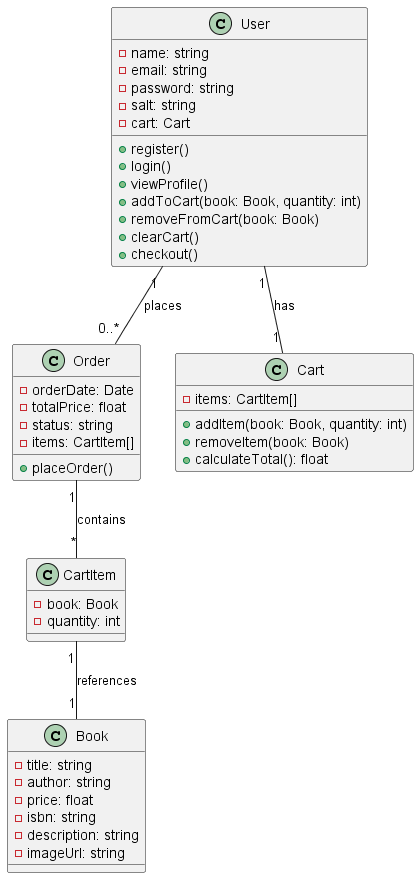 C User
name: string
email: string
password: string
salt: string
cart: Cart
register()
login()
viewProfile()
addToCart(book: Book, quantity: int)
removeFromCart(book: Book)
clearCart()
checkout()
1
places
0..*
1
has
1
C Order
orderDate: Date
totalPrice: float
status: string
items: CartItem[]
placeOrder()
C Cart
items: CartItem[]
addItem(book: Book, quantity: int)
removeItem(book: Book)
calculateTotal(): float
1
contains
*
C CartItem
book: Book
quantity: int
1
references
1
C Book
title: string
author: string
price: float
isbn: string
description: string
imageUrl: string